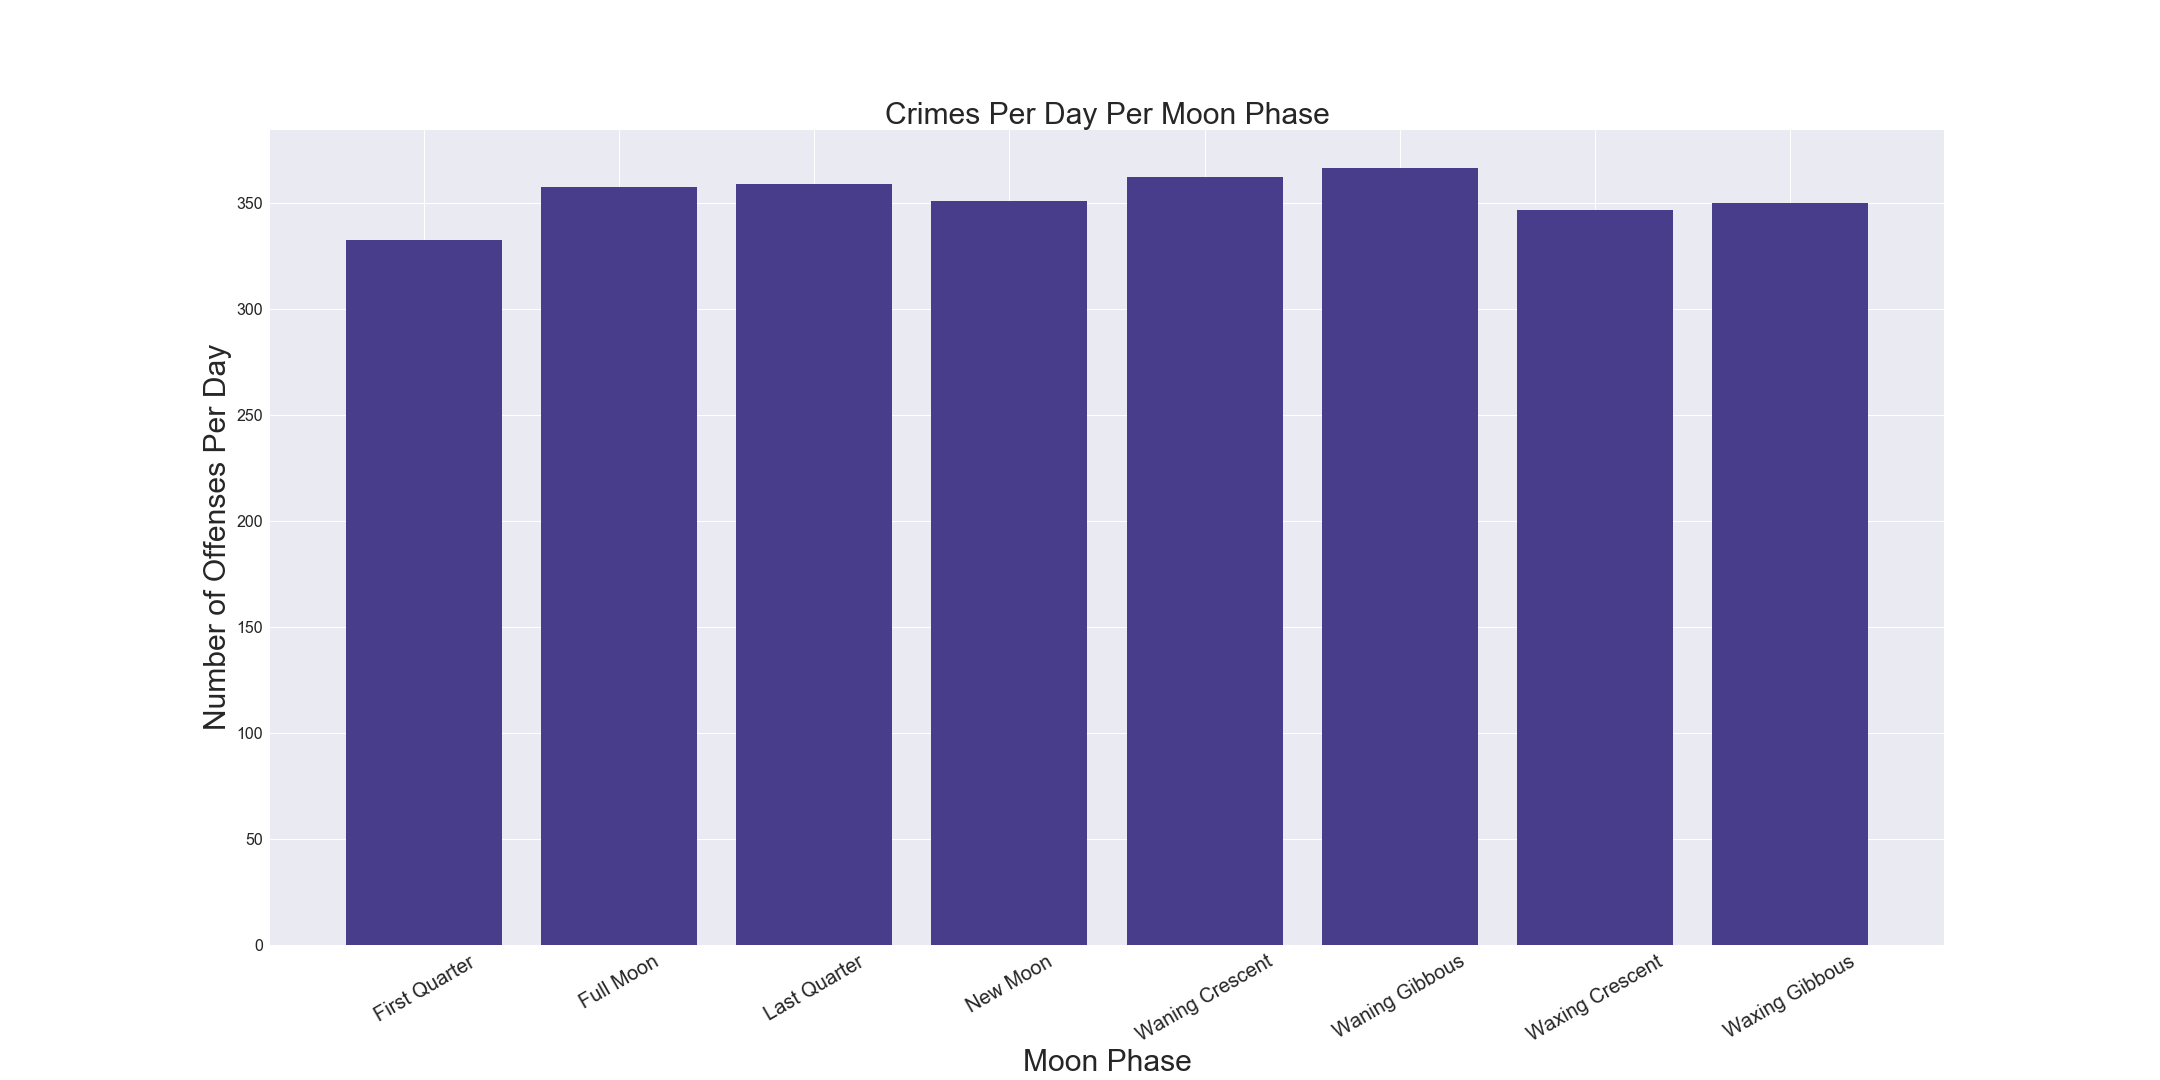 Crimes Per Day Per Moon Phase
Number of Offenses Per Day
350
300
250
200
150
100
50
0
First Quarter
Full Moon
Last Quarter
New Moon
Waning Crescent
Waning Gibbous
Waxing Crescent
Waxing Gibbous
Moon Phase